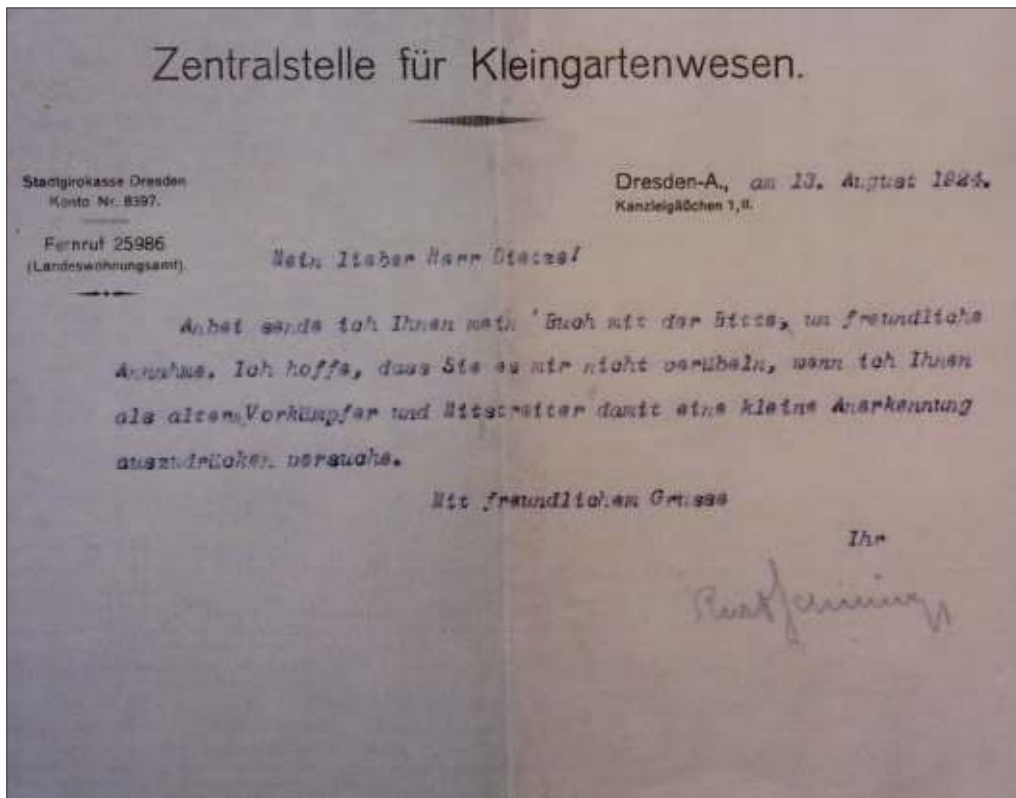 Zentralstelle für Kleingartenwesen.
Stadtgirokasse Dresden
Konto Nr. 8397.
Fernruf 25986
(Landeswohnungsamt).
Dresden-A., am 13. August 1924.
Kanzleigäßchen 1, II.
Mein lieber Herr Dietze!
Anbei sende ich Ihnen mein Buch mit der Bitte, um freundliche
Annahme. Ich hoffe, dass Sie es mir nicht verübeln, wenn ich Ihnen
als altem Vorkämpfer und Mitstreiter damit eine kleine Anerkennung
auszudrücken versuche.
Mit freundlichem Grusse
Ihr